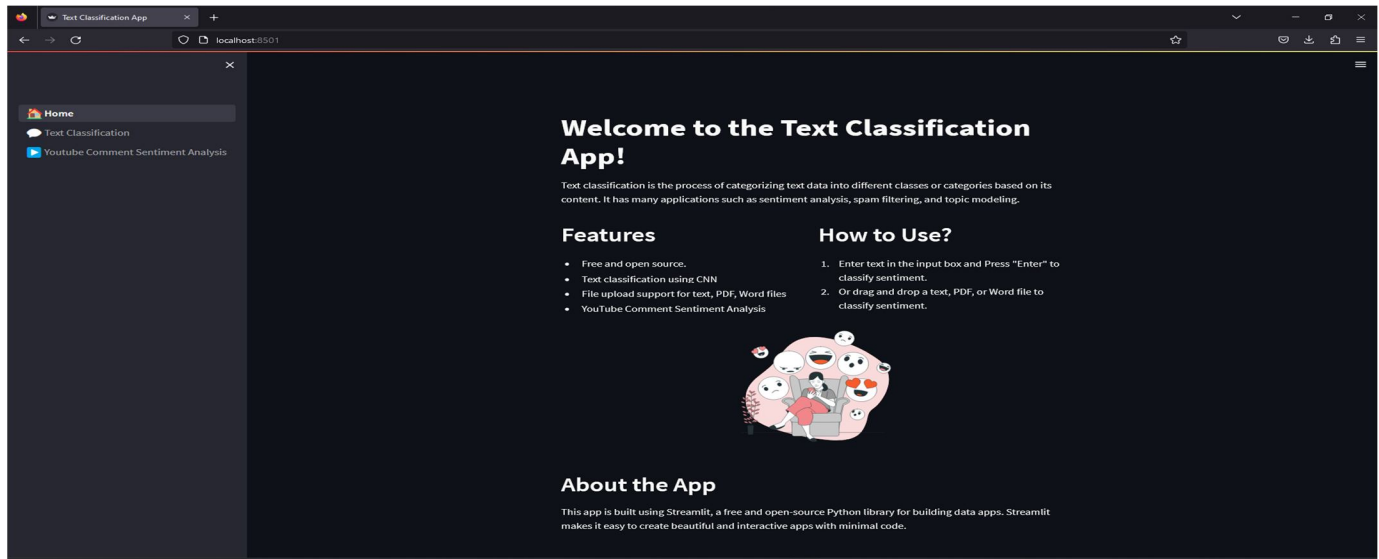 Text Classification App
localhost:8501
Home
Text Classification
Youtube Comment Sentiment Analysis
Welcome to the Text Classification
App!
Text classification is the process of categorizing text data into different classes or categories based on its
content. It has many applications such as sentiment analysis, spam filtering, and topic modeling.
Features
• Free and open source.
• Text classification using CNN
• File upload support for text, PDF, Word files
• YouTube Comment Sentiment Analysis
How to Use?
1. Enter text in the input box and Press "Enter" to
classify sentiment.
2. Or drag and drop a text, PDF, or Word file to
classify sentiment.
About the App
This app is built using Streamlit, a free and open-source Python library for building data apps. Streamlit
makes it easy to create beautiful and interactive apps with minimal code.